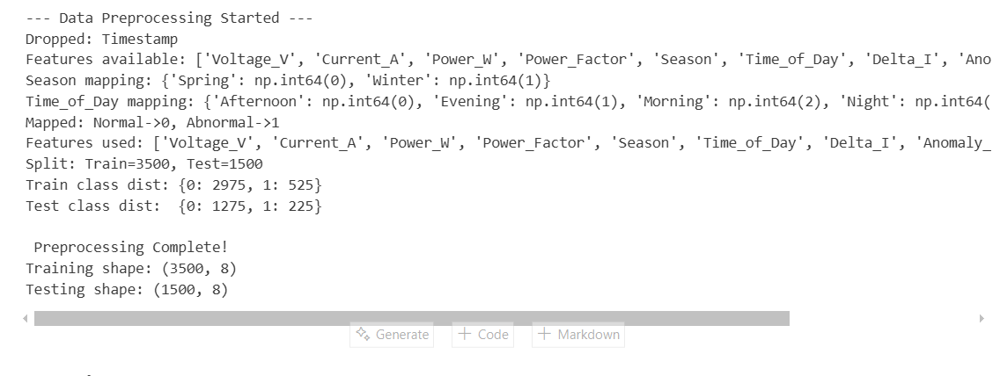 --- Data Preprocessing Started ---
Dropped: Timestamp
Features available: ['Voltage_V', 'Current_A', 'Power_W', 'Power_Factor', 'Season', 'Time_of_Day', 'Delta_I', 'Ano
Season mapping: {'Spring': np.int64(0), 'Winter': np.int64(1)}
Time_of_Day mapping: {'Afternoon': np.int64(0), 'Evening': np.int64(1), 'Morning': np.int64(2), 'Night': np.int64(
Mapped: Normal->0, Abnormal->1
Features used: ['Voltage_V', 'Current_A', 'Power_W', 'Power_Factor', 'Season', 'Time_of_Day', 'Delta_I', 'Anomaly_
Split: Train=3500, Test=1500
Train class dist: {0: 2975, 1: 525}
Test class dist:  {0: 1275, 1: 225}
Preprocessing Complete!
Training shape: (3500, 8)
Testing shape: (1500, 8)
Generate + Code + Markdown